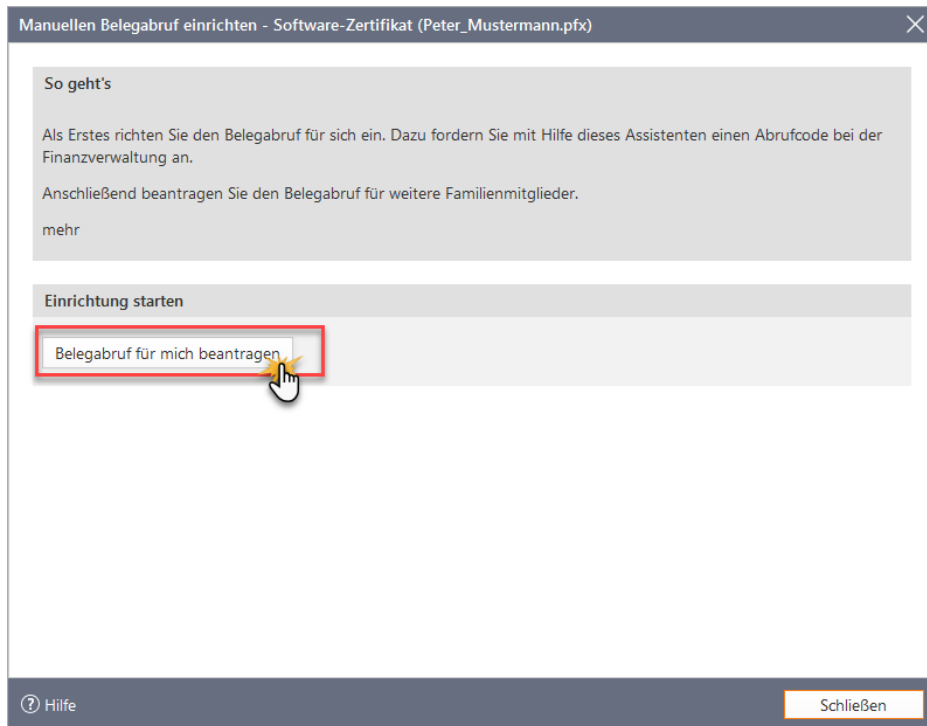 Manuellen Belegabruf einrichten - Software-Zertifikat (Peter_Mustermann.pfx)
So geht's
Als Erstes richten Sie den Belegabruf für sich ein. Dazu fordern Sie mit Hilfe dieses Assistenten einen Abrufcode bei der
Finanzverwaltung an.
Anschließend beantragen Sie den Belegabruf für weitere Familienmitglieder.
mehr
Einrichtung starten
Belegabruf für mich beantragen
? Hilfe
Schließen